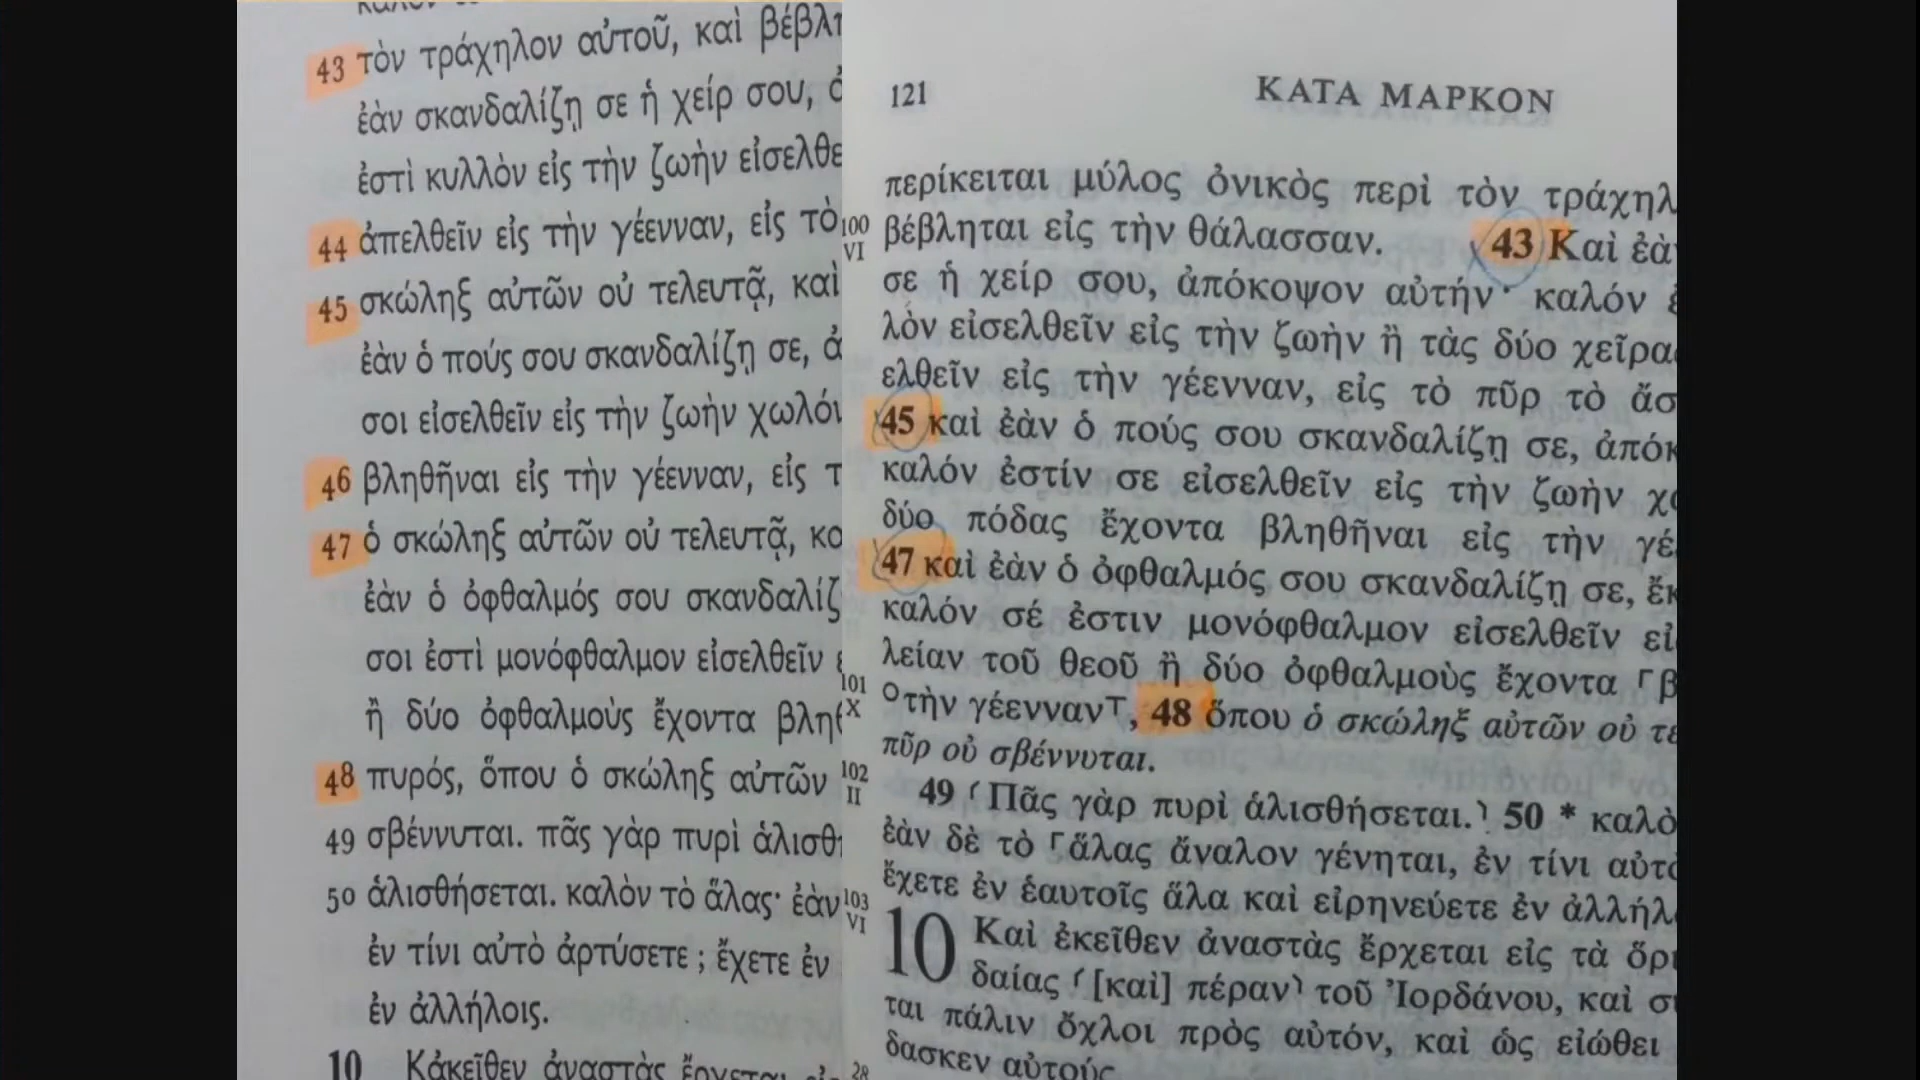 43 τὸν τράχηλον αὐτοῦ, καὶ
ἐὰν σκανδαλίζῃ σε ἡ χείρ σου,
ἐστὶ κυλλὸν εἰς τὴν ζωὴν
44 ἀπελθεῖν εἰς τὴν γέενναν, εἰς τὸ
45 σκώληξ αὐτῶν οὐ τελευτᾷ, καὶ
ἐὰν ὁ πούς σου σκανδαλίζῃ σε,
σοι εἰσελθεῖν εἰς τὴν ζωὴν
46 βληθῆναι εἰς τὴν γέενναν, εἰς
47 ὁ σκώληξ αὐτῶν οὐ τελευτᾷ,
ἐὰν ὁ ὀφθαλμός σου
σοι ἐστὶ μονόφθαλμον εἰσελθεῖν
ἢ δύο ὀφθαλμοὺς ἔχοντα
48 πυρός, ὅπου ὁ σκώληξ αὐτῶν
49 σβέννυται. πᾶς γὰρ πυρὶ
50 ἁλισθήσεται. καλὸν τὸ ἅλας· ἐὰν
ἐν τίνι αὐτὸ ἀρτύσετε ; ἔχετε ἐν
ἐν ἀλλήλοις.
10 Κἀκεῖθεν ἀναστὰς ἔρχεται
121 ΚΑΤΑ ΜΑΡΚΟΝ
περίκειται μύλος ὀνικὸς περὶ τὸν
100 βέβληται εἰς τὴν θάλασσαν. 43 Καὶ
VI
σε ἡ χείρ σου, ἀπόκοψον αὐτήν· καλόν
λὸν εἰσελθεῖν εἰς τὴν ζωὴν ἢ τὰς δύο
ελθεῖν εἰς τὴν γέενναν, εἰς τὸ πῦρ τὸ
45 καὶ ἐὰν ὁ πούς σου σκανδαλίζῃ σε,
καλόν ἐστίν σε εἰσελθεῖν εἰς τὴν ζωὴν
δύο πόδας ἔχοντα βληθῆναι εἰς τὴν
47 καὶ ἐὰν ὁ ὀφθαλμός σου σκανδαλίζῃ σε,
καλόν σέ ἐστιν μονόφθαλμον εἰσελθεῖν
λείαν τοῦ θεοῦ ἢ δύο ὀφθαλμοὺς ἔχοντα
101 °τὴν γέενναν⸆, 48 ὅπου ὁ σκώληξ αὐτῶν οὐ
X
πῦρ οὐ σβέννυται.
102 49 ⸂Πᾶς γὰρ πυρὶ ἁλισθήσεται.⸃ 50 *
II
ἐὰν δὲ τὸ ⸀ἅλας ἄναλον γένηται, ἐν τίνι
103 ἔχετε ἐν ἑαυτοῖς ἅλα καὶ εἰρηνεύετε ἐν
VI
10 Καὶ ἐκεῖθεν ἀναστὰς ἔρχεται εἰς τὰ
δαίας ⸂[καὶ] πέραν⸃ τοῦ Ἰορδάνου, καὶ
ται πάλιν ὄχλοι πρὸς αὐτόν, καὶ ὡς εἰώθει
28 δασκεν αὐτούς